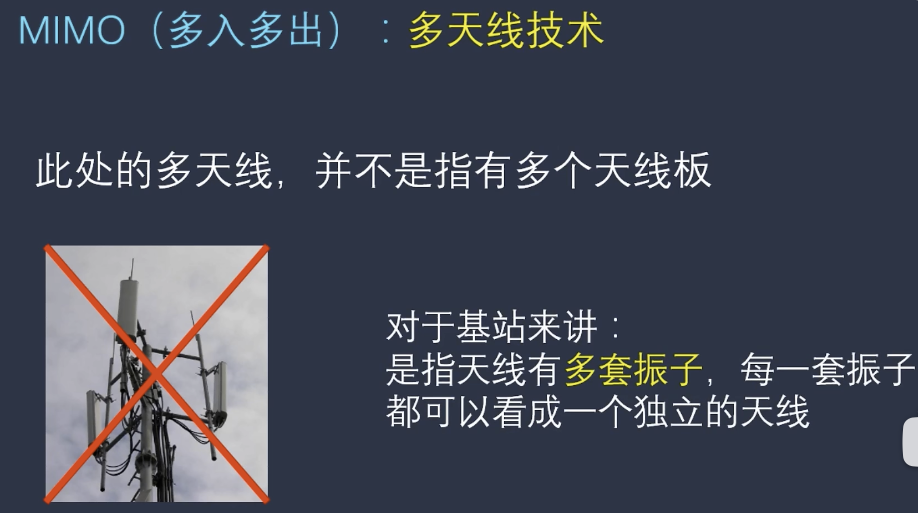 MIMO（多入多出）：多天线技术
此处的多天线，并不是指有多个天线板
对于基站来讲：
是指天线有多套振子，每一套振子
都可以看成一个独立的天线